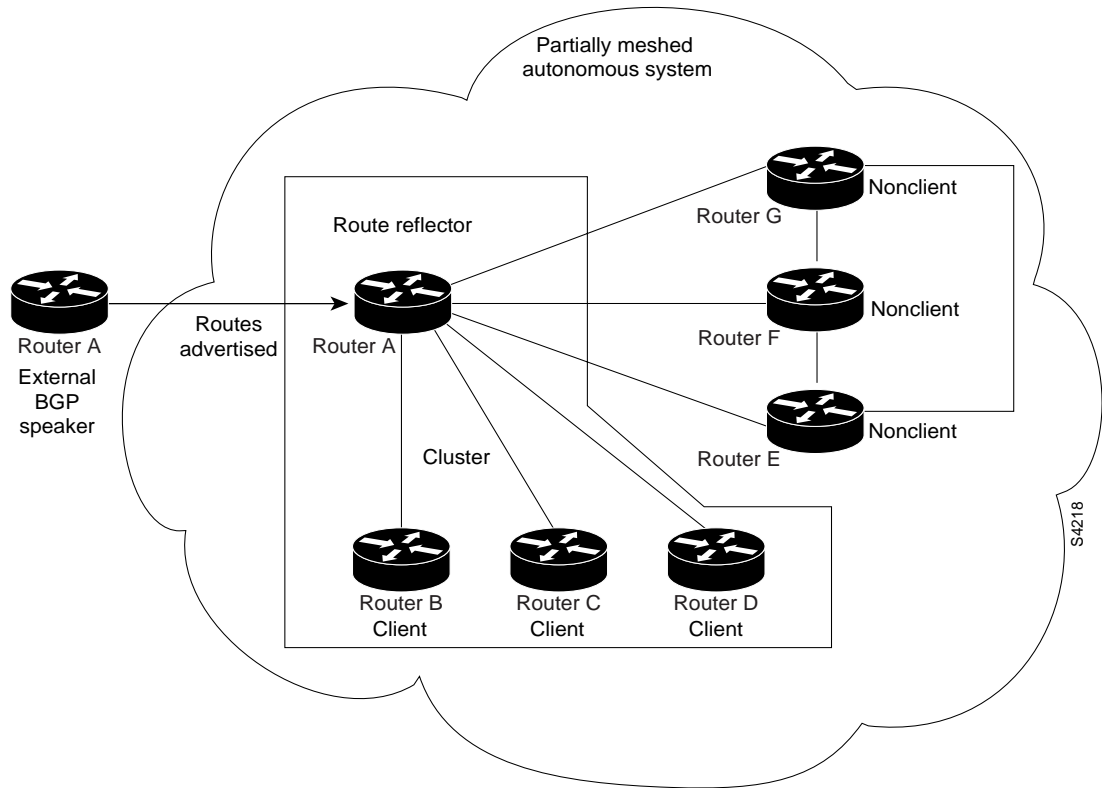 Partially meshed
autonomous system
Nonclient
Router G
Route reflector
Nonclient
Routes
advertised
Router A
Router A
Router F
External
BGP
speaker
Nonclient
Cluster
Router E
S4218
Router B
Client
Router C
Client
Router D
Client